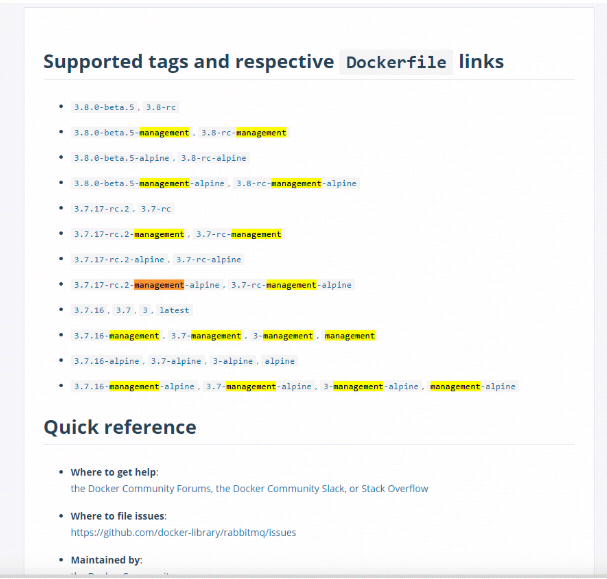 Supported tags and respective Dockerfile links
3.8.0-beta.5, 3.8-rc
3.8.0-beta.5-management, 3.8-rc-management
3.8.0-beta.5-alpine, 3.8-rc-alpine
3.8.0-beta.5-management-alpine, 3.8-rc-management-alpine
3.7.17-rc.2, 3.7-rc
3.7.17-rc.2-management, 3.7-rc-management
3.7.17-rc.2-alpine, 3.7-rc-alpine
3.7.17-rc.2-management-alpine, 3.7-rc-management-alpine
3.7.16, 3.7, 3, latest
3.7.16-management, 3.7-management, 3-management, management
3.7.16-alpine, 3.7-alpine, 3-alpine, alpine
3.7.16-management-alpine, 3.7-management-alpine, 3-management-alpine, management-alpine
Quick reference
Where to get help:
the Docker Community Forums, the Docker Community Slack, or Stack Overflow
Where to file issues:
https://github.com/docker-library/rabbitmq/issues
Maintained by:
the Docker Community